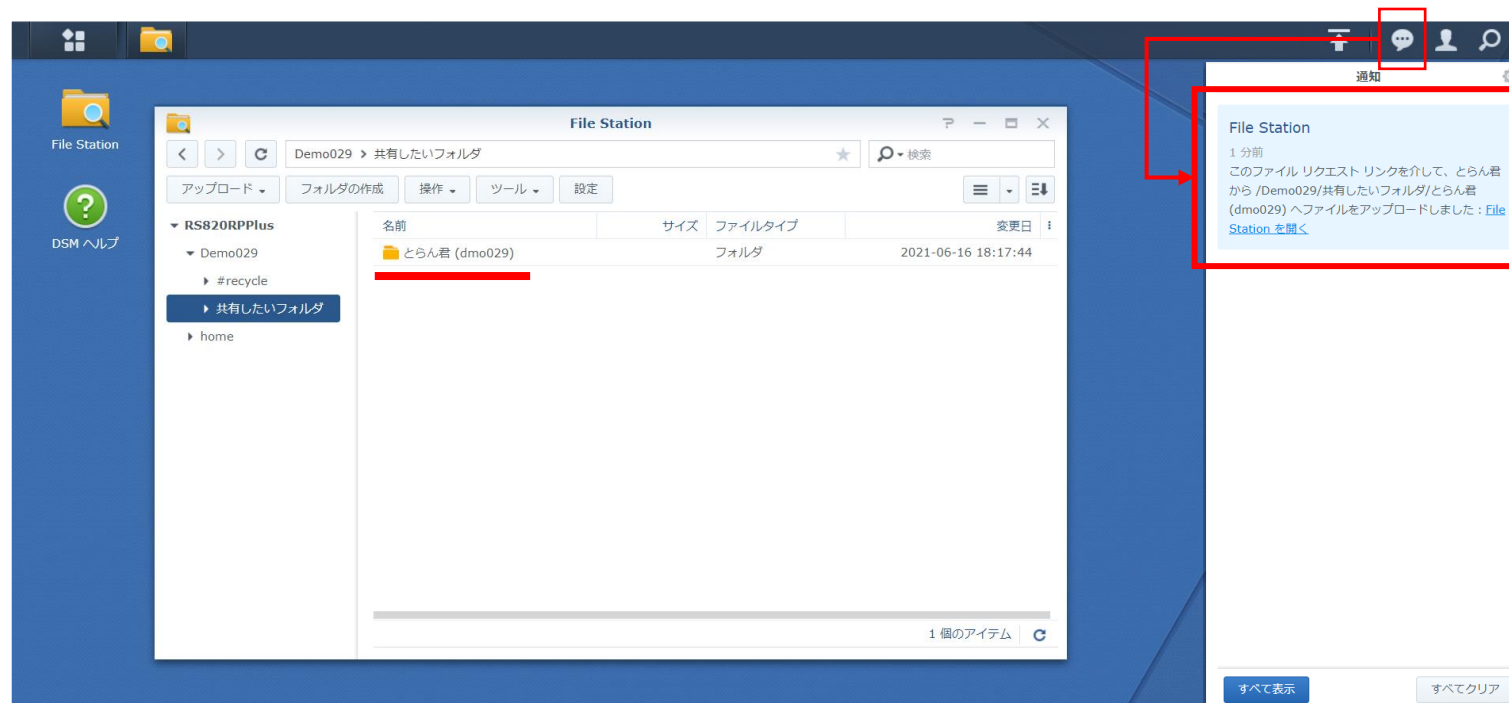 通知
File Station
DSM ヘルプ
File Station
Demo029 共有したいフォルダ
検索
アップロード フォルダの作成 操作 ツール 設定
RS820RPPlus
Demo029
#recycle
共有したいフォルダ
home
名前 サイズ ファイルタイプ 変更日
とらん君 (dmo029) フォルダ 2021-06-16 18:17:44
1 個のアイテム
File Station
1 分前
このファイル リクエスト リンクを介して、とらん君
から /Demo029/共有したいフォルダ/とらん君
(dmo029) へファイルをアップロードしました : File
Station を開く
すべて表示 すべてクリア